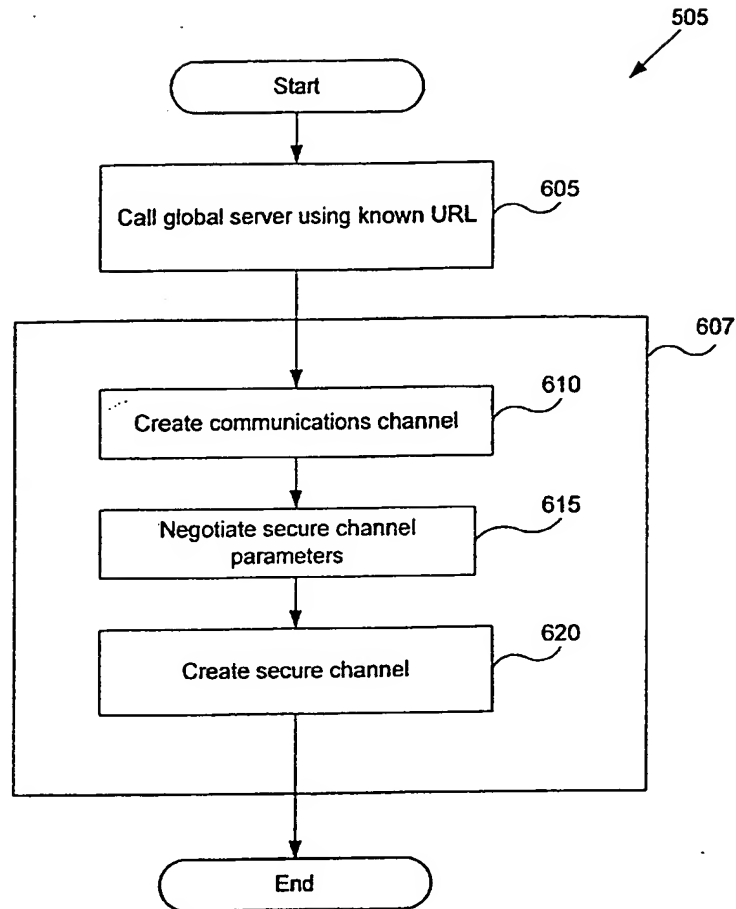 505
Start
605
Call global server using known URL
607
610
Create communications channel
615
Negotiate secure channel
parameters
620
Create secure channel
End